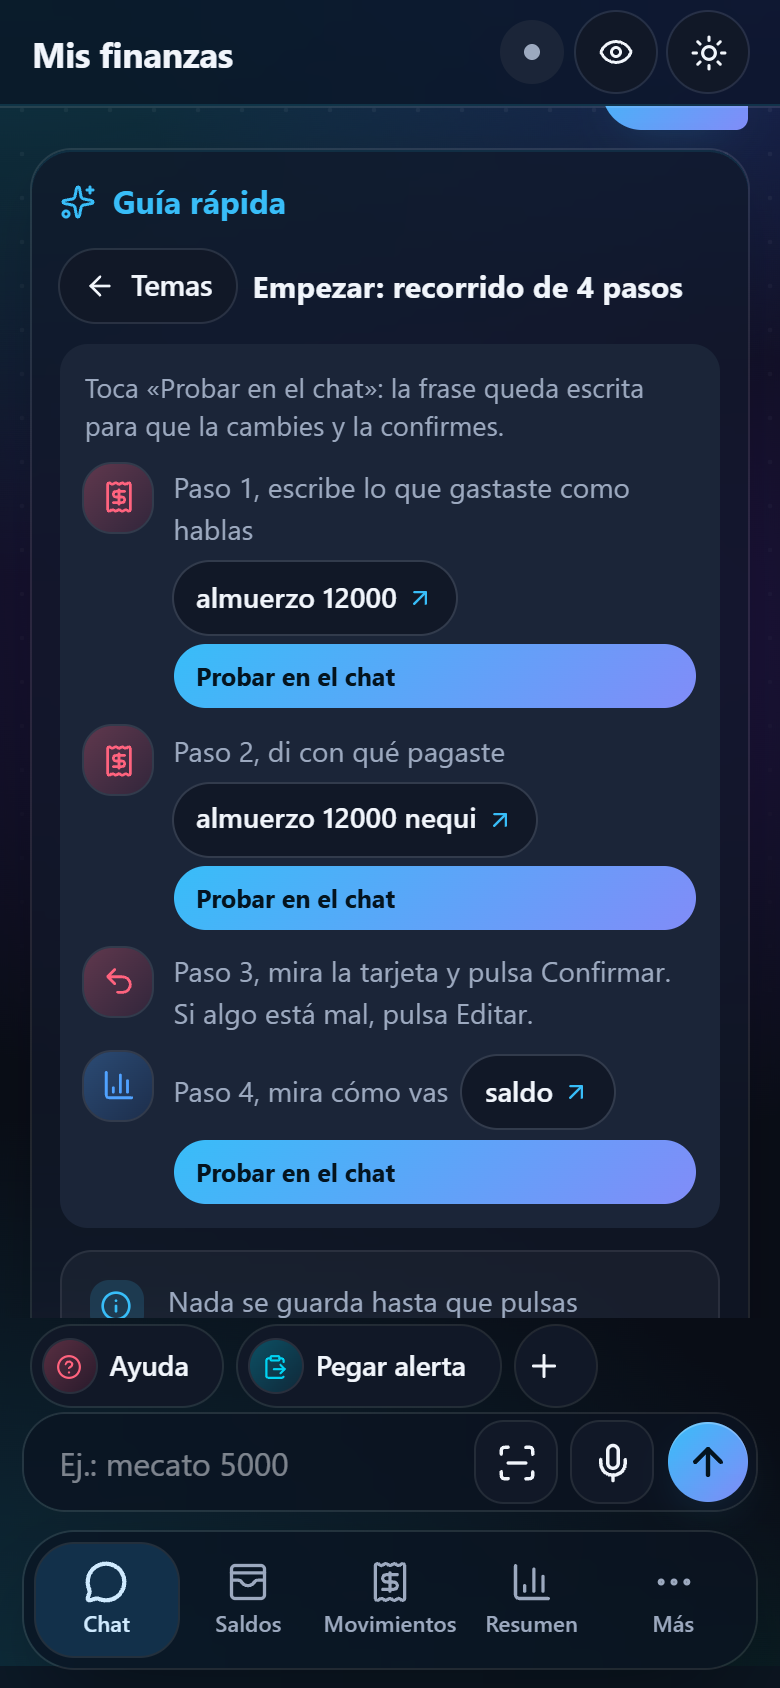 Mis finanzas
Guía rápida
Temas
Empezar: recorrido de 4 pasos
Toca «Probar en el chat»: la frase queda escrita
para que la cambies y la confirmes.
Paso 1, escribe lo que gastaste como
hablas
almuerzo 12000
Probar en el chat
Paso 2, di con qué pagaste
almuerzo 12000 nequi
Probar en el chat
Paso 3, mira la tarjeta y pulsa Confirmar.
Si algo está mal, pulsa Editar.
Paso 4, mira cómo vas
saldo
Probar en el chat
Nada se guarda hasta que pulsas
Ayuda
Pegar alerta
Ej.: mecato 5000
Chat
Saldos
Movimientos
Resumen
Más